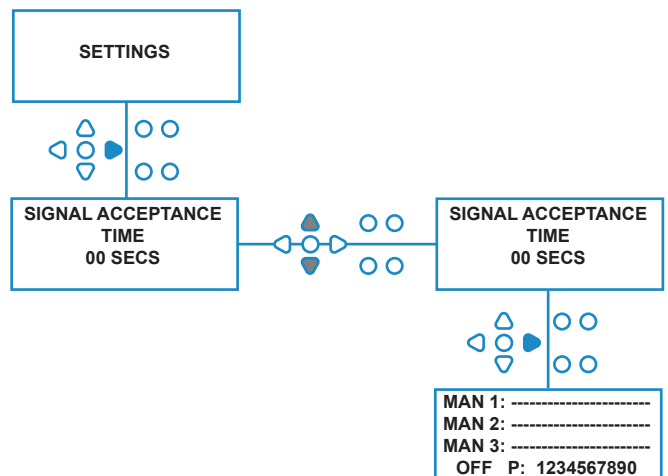 SETTINGS
SIGNAL ACCEPTANCE
TIME
00 SECS
SIGNAL ACCEPTANCE
TIME
00 SECS
MAN 1: -----------------------
MAN 2: -----------------------
MAN 3: -----------------------
OFF P: 1234567890